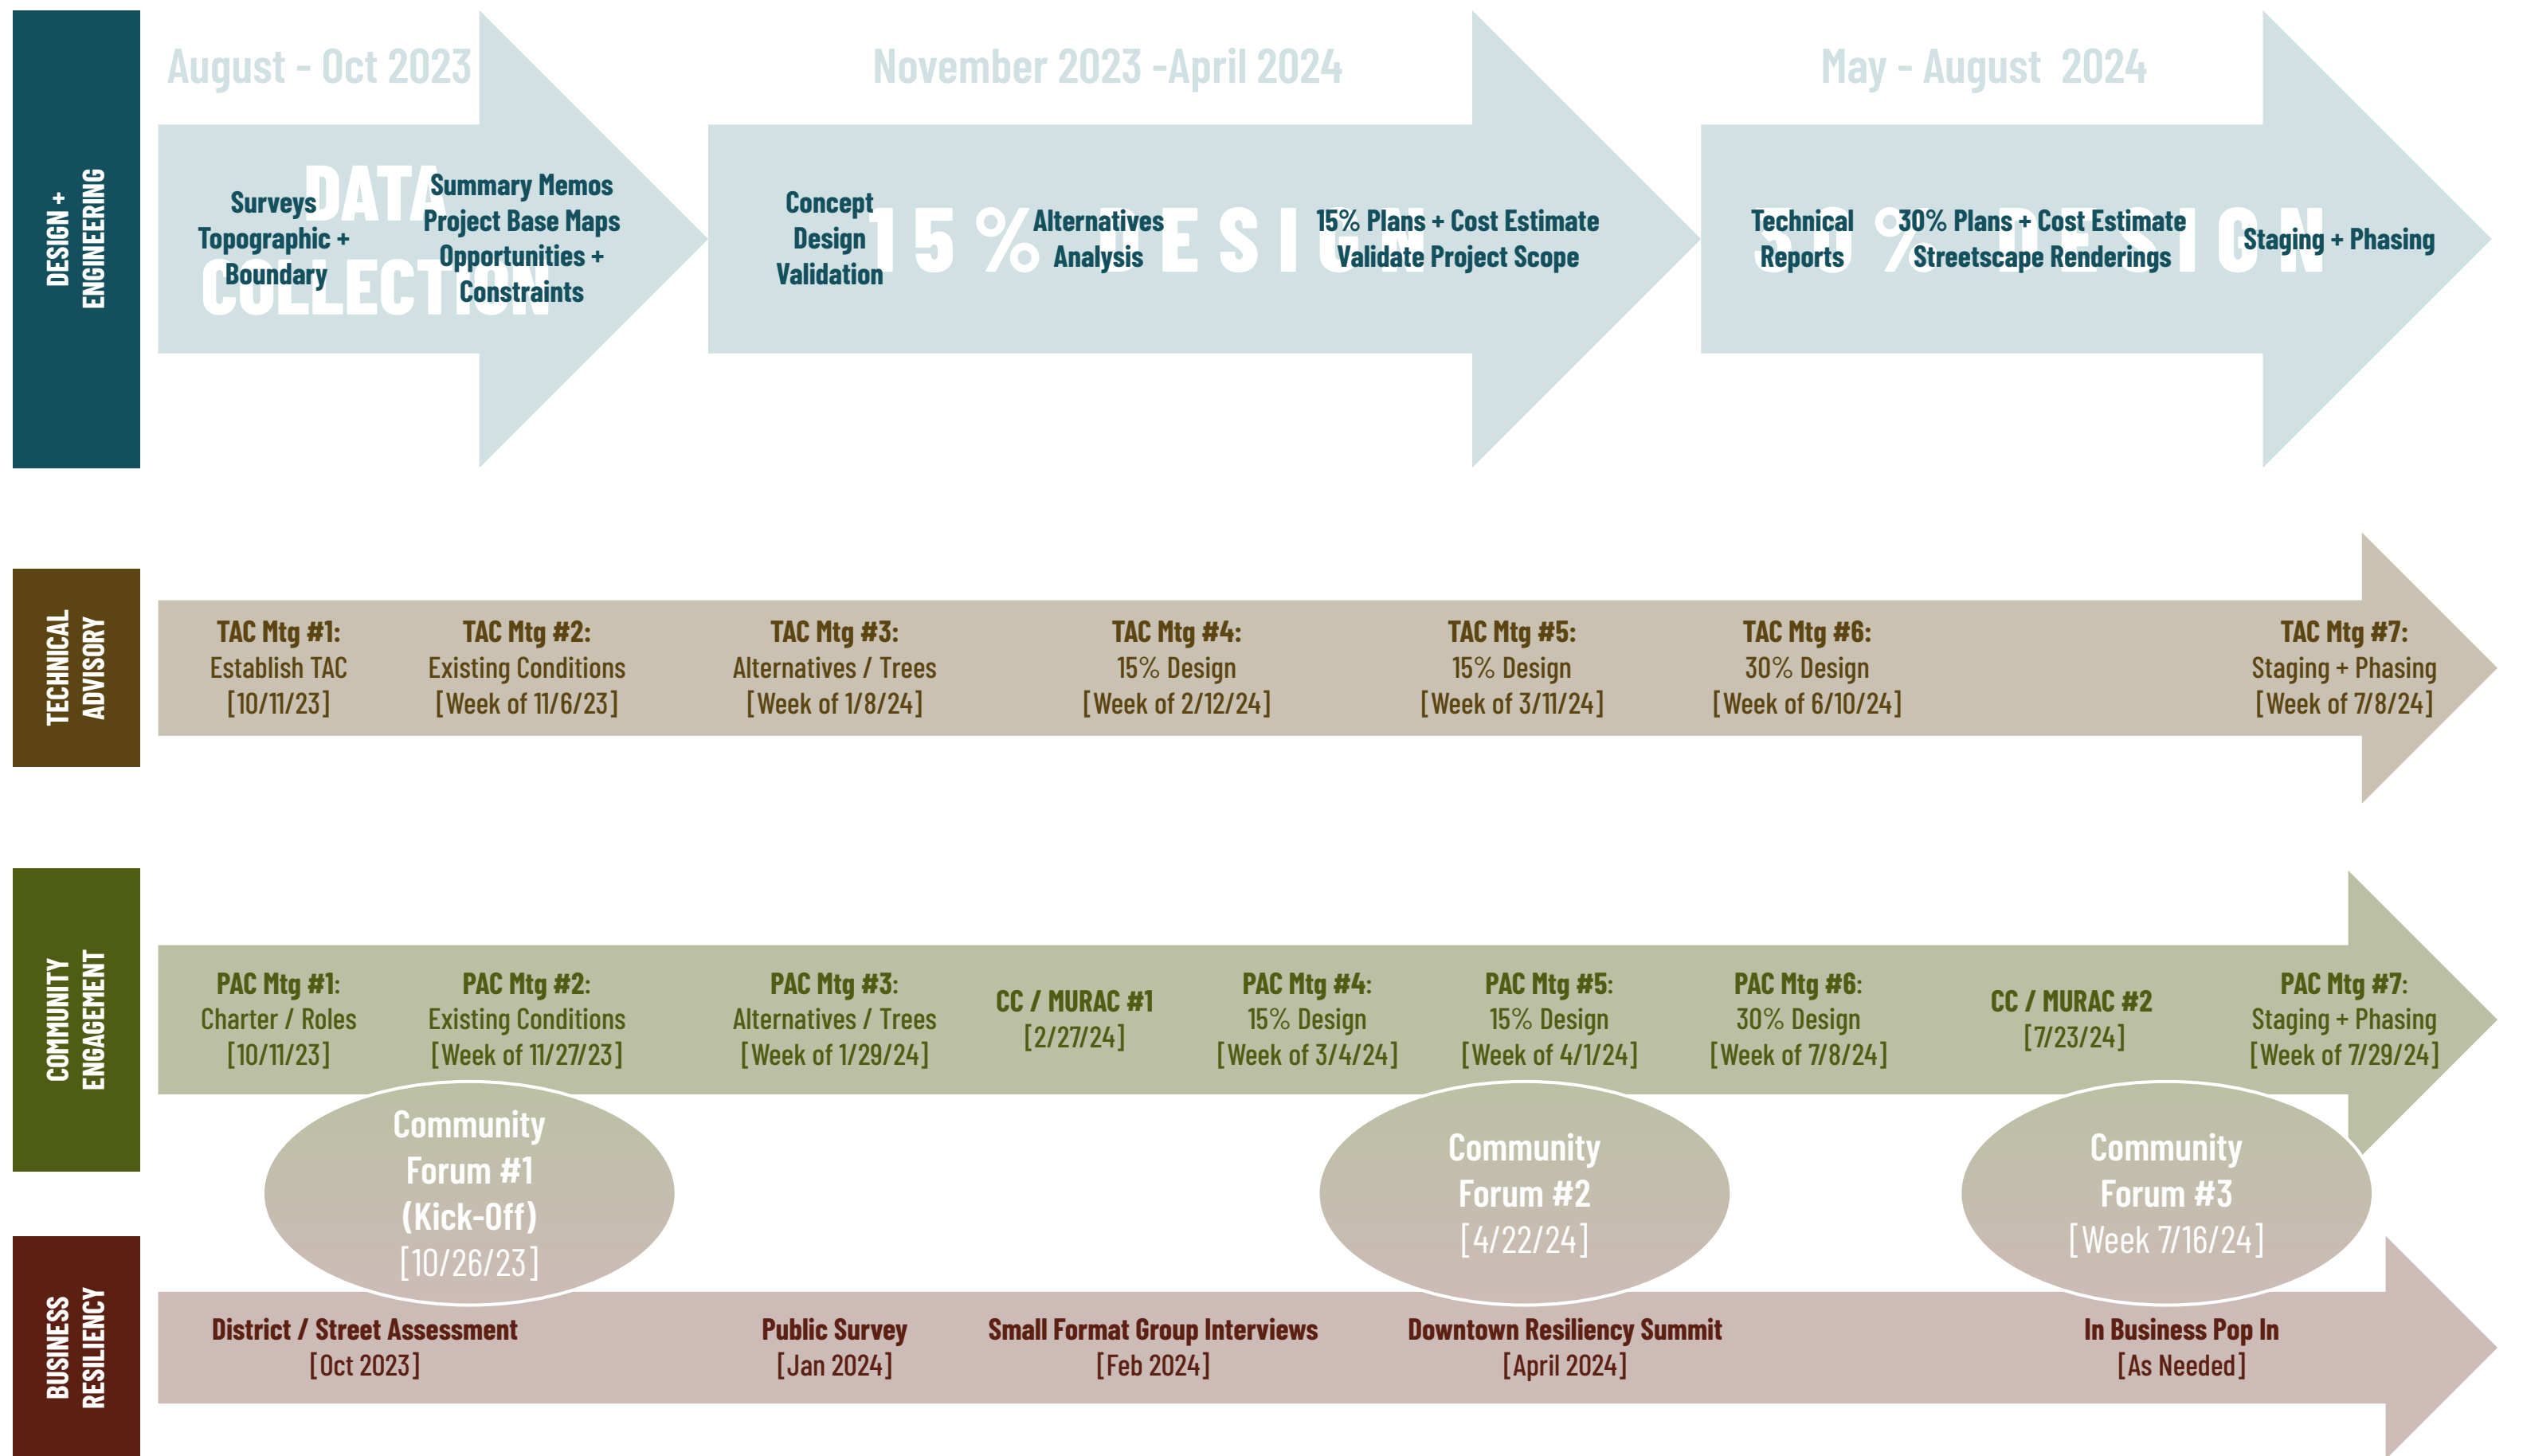 DESIGN +
ENGINEERING
August - Oct 2023
November 2023 -April 2024
May - August 2024
DATA
COLLECTION
Surveys
Topographic +
Boundary
Summary Memos
Project Base Maps
Opportunities +
Constraints
15% DESIGN
Concept
Design
Validation
Alternatives
Analysis
15% Plans + Cost Estimate
Validate Project Scope
30% DESIGN
Technical
Reports
30% Plans + Cost Estimate
Streetscape Renderings
Staging + Phasing
TECHNICAL
ADVISORY
TAC Mtg #1:
Establish TAC
[10/11/23]
TAC Mtg #2:
Existing Conditions
[Week of 11/6/23]
TAC Mtg #3:
Alternatives / Trees
[Week of 1/8/24]
TAC Mtg #4:
15% Design
[Week of 2/12/24]
TAC Mtg #5:
15% Design
[Week of 3/11/24]
TAC Mtg #6:
30% Design
[Week of 6/10/24]
TAC Mtg #7:
Staging + Phasing
[Week of 7/8/24]
COMMUNITY
ENGAGEMENT
PAC Mtg #1:
Charter / Roles
[10/11/23]
PAC Mtg #2:
Existing Conditions
[Week of 11/27/23]
PAC Mtg #3:
Alternatives / Trees
[Week of 1/29/24]
CC / MURAC #1
[2/27/24]
PAC Mtg #4:
15% Design
[Week of 3/4/24]
PAC Mtg #5:
15% Design
[Week of 4/1/24]
PAC Mtg #6:
30% Design
[Week of 7/8/24]
CC / MURAC #2
[7/23/24]
PAC Mtg #7:
Staging + Phasing
[Week of 7/29/24]
Community
Forum #1
(Kick-Off)
[10/26/23]
Community
Forum #2
[4/22/24]
Community
Forum #3
[Week 7/16/24]
BUSINESS
RESILIENCY
District / Street Assessment
[Oct 2023]
Public Survey
[Jan 2024]
Small Format Group Interviews
[Feb 2024]
Downtown Resiliency Summit
[April 2024]
In Business Pop In
[As Needed]